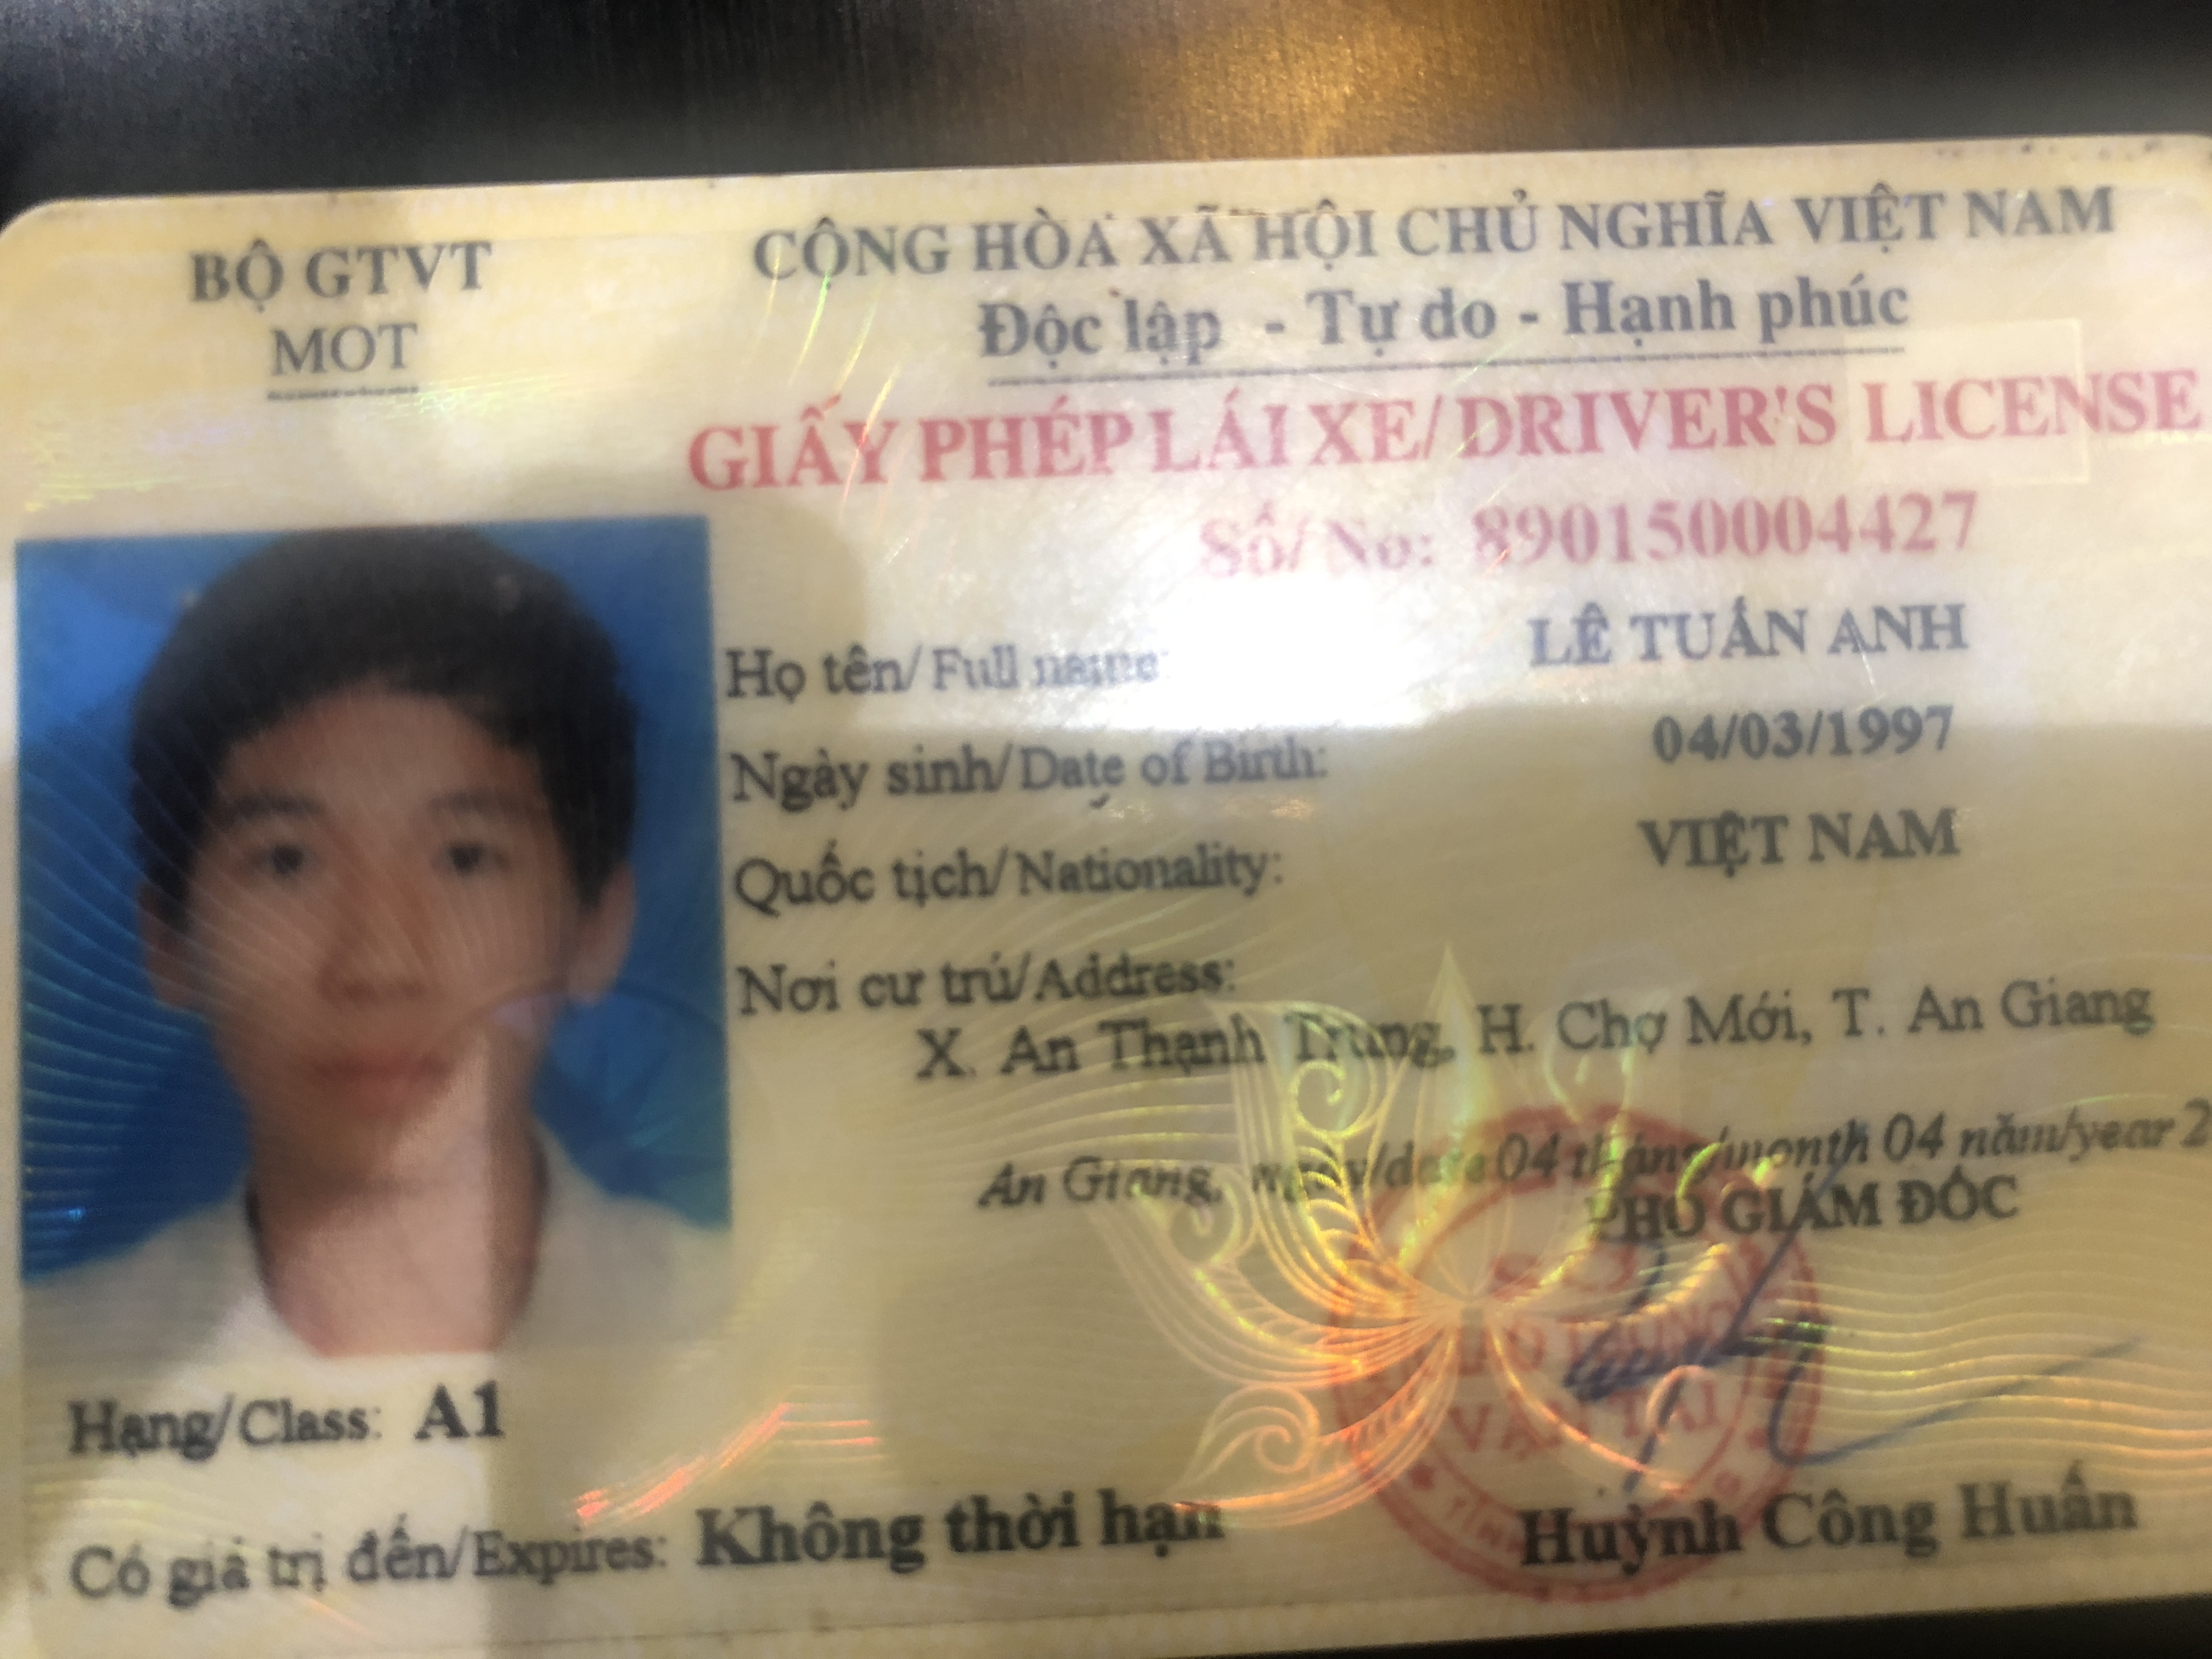 BỘ GTVT
MOT
CỘNG HÒA XÃ HỘI CHỦ NGHĨA VIỆT NAM
Độc lập - Tự do - Hạnh phúc
GIẤY PHÉP LÁI XE/DRIVER'S LICENSE
Số/No: 890150004427
Họ tên/Full name: LÊ TUẤN ANH
Ngày sinh/Date of Birth: 04/03/1997
Quốc tịch/Nationality: VIỆT NAM
Nơi cư trú/Address:
X. An Thạnh Trung, H. Chợ Mới, T. An Giang
An Giang, ngày/date 04 tháng/month 04 năm/year 2
PHÓ GIÁM ĐỐC
Hạng/Class: A1
Có giá trị đến/Expires: Không thời hạn
Huỳnh Công Huấn